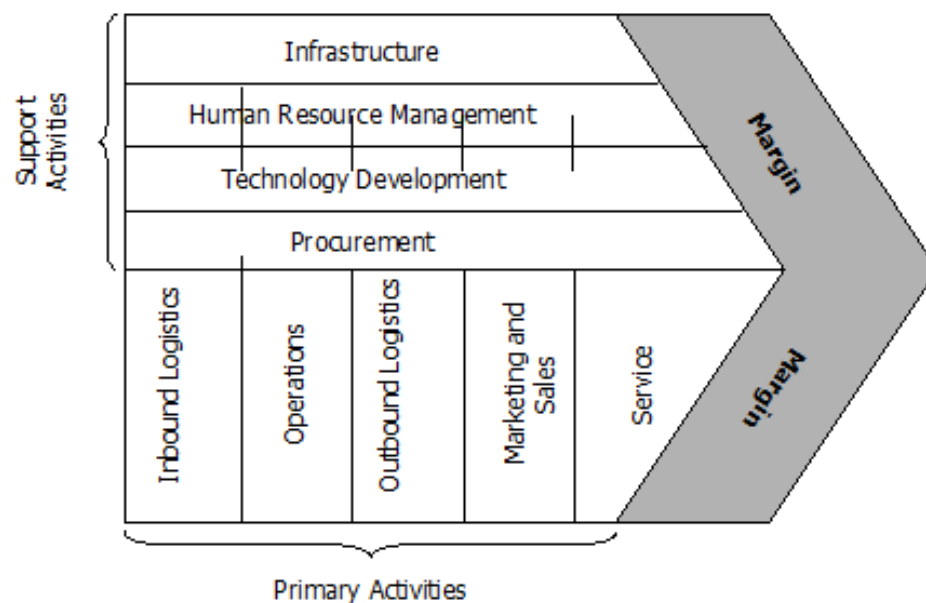 Infrastructure
Human Resource Management
Technology Development
Procurement
Support
Activities
Margin
Inbound Logistics
Operations
Outbound Logistics
Marketing and
Sales
Service
Margin
Primary Activities